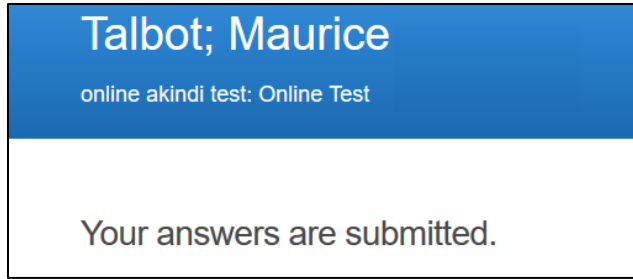 Talbot; Maurice
online akindi test: Online Test
Your answers are submitted.